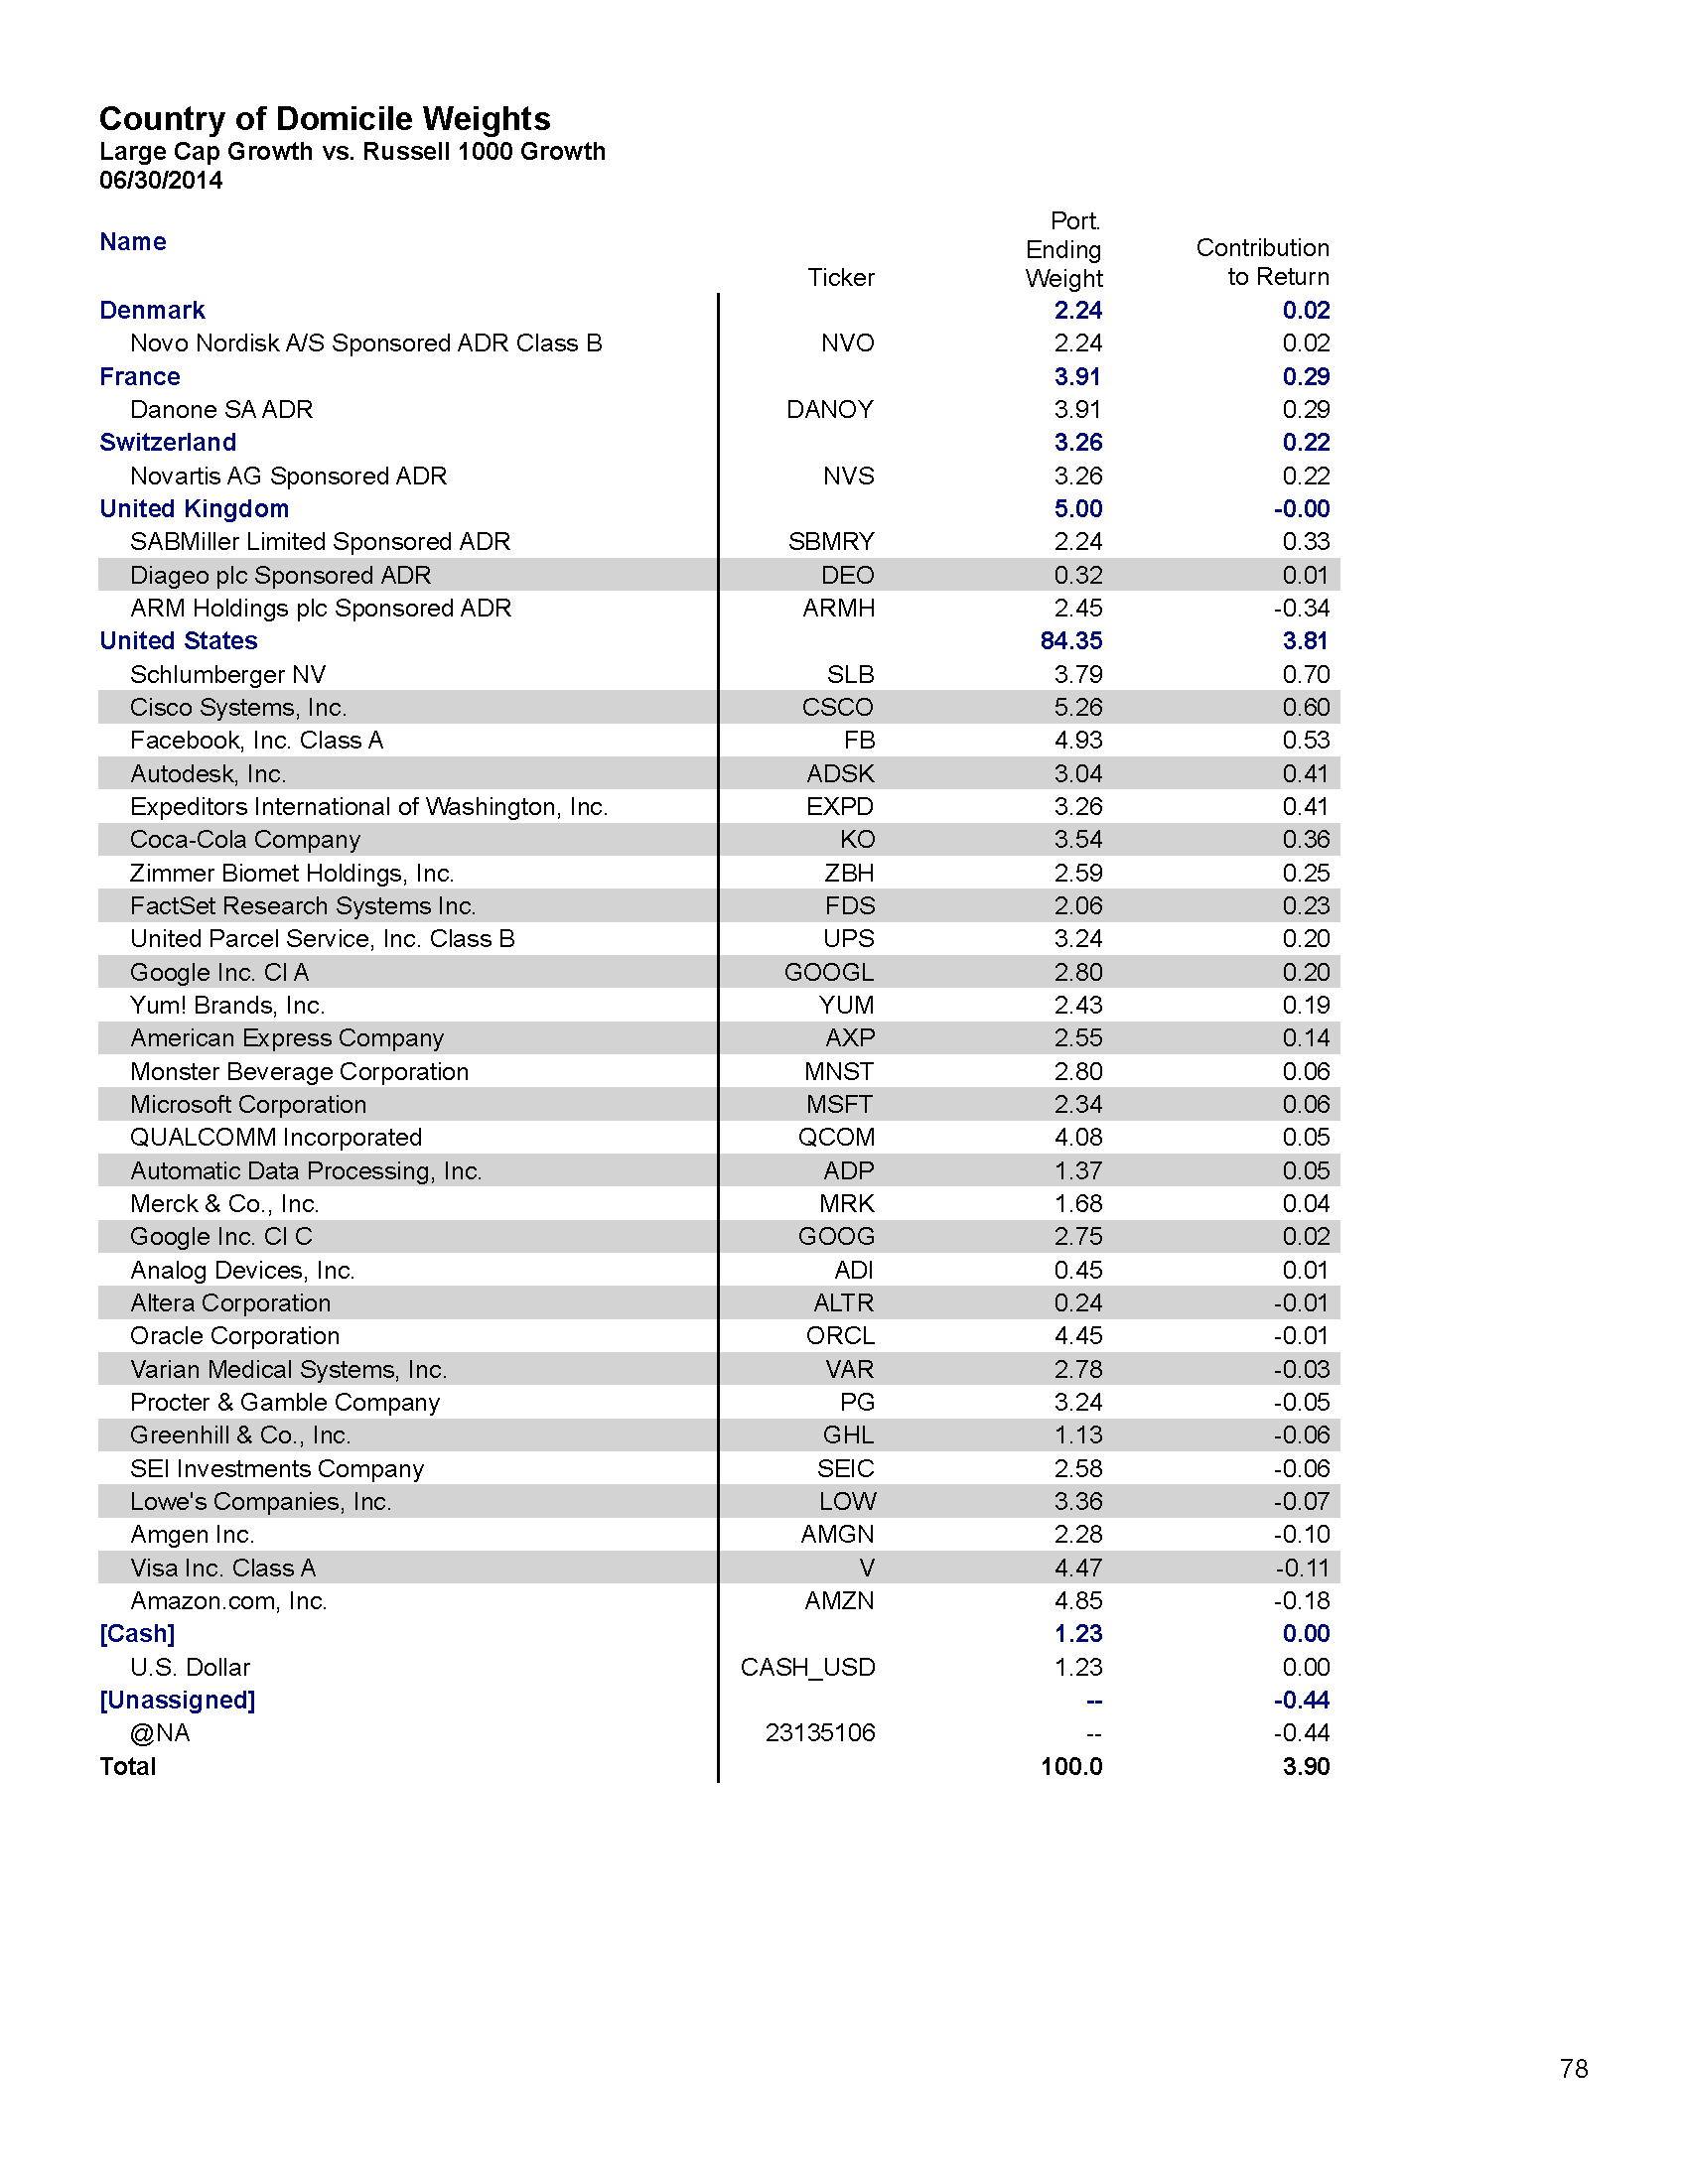 Country of Domicile Weights
Large Cap Growth vs. Russell 1000 Growth
06/30/2014
Name Ticker Port. Ending Weight Contribution to Return
Denmark 2.24 0.02
Novo Nordisk A/S Sponsored ADR Class B NVO 2.24 0.02
France 3.91 0.29
Danone SA ADR DANOY 3.91 0.29
Switzerland 3.26 0.22
Novartis AG Sponsored ADR NVS 3.26 0.22
United Kingdom 5.00 -0.00
SABMiller Limited Sponsored ADR SBMRY 2.24 0.33
Diageo plc Sponsored ADR DEO 0.32 0.01
ARM Holdings plc Sponsored ADR ARMH 2.45 -0.34
United States 84.35 3.81
Schlumberger NV SLB 3.79 0.70
Cisco Systems, Inc. CSCO 5.26 0.60
Facebook, Inc. Class A FB 4.93 0.53
Autodesk, Inc. ADSK 3.04 0.41
Expeditors International of Washington, Inc. EXPD 3.26 0.41
Coca-Cola Company KO 3.54 0.36
Zimmer Biomet Holdings, Inc. ZBH 2.59 0.25
FactSet Research Systems Inc. FDS 2.06 0.23
United Parcel Service, Inc. Class B UPS 3.24 0.20
Google Inc. Cl A GOOGL 2.80 0.20
Yum! Brands, Inc. YUM 2.43 0.19
American Express Company AXP 2.55 0.14
Monster Beverage Corporation MNST 2.80 0.06
Microsoft Corporation MSFT 2.34 0.06
QUALCOMM Incorporated QCOM 4.08 0.05
Automatic Data Processing, Inc. ADP 1.37 0.05
Merck & Co., Inc. MRK 1.68 0.04
Google Inc. Cl C GOOG 2.75 0.02
Analog Devices, Inc. ADI 0.45 0.01
Altera Corporation ALTR 0.24 -0.01
Oracle Corporation ORCL 4.45 -0.01
Varian Medical Systems, Inc. VAR 2.78 -0.03
Procter & Gamble Company PG 3.24 -0.05
Greenhill & Co., Inc. GHL 1.13 -0.06
SEI Investments Company SEIC 2.58 -0.06
Lowe's Companies, Inc. LOW 3.36 -0.07
Amgen Inc. AMGN 2.28 -0.10
Visa Inc. Class A V 4.47 -0.11
Amazon.com, Inc. AMZN 4.85 -0.18
[Cash] 1.23 0.00
U.S. Dollar CASH_USD 1.23 0.00
[Unassigned] -- -0.44
@NA 23135106 -- -0.44
Total 100.0 3.90
78